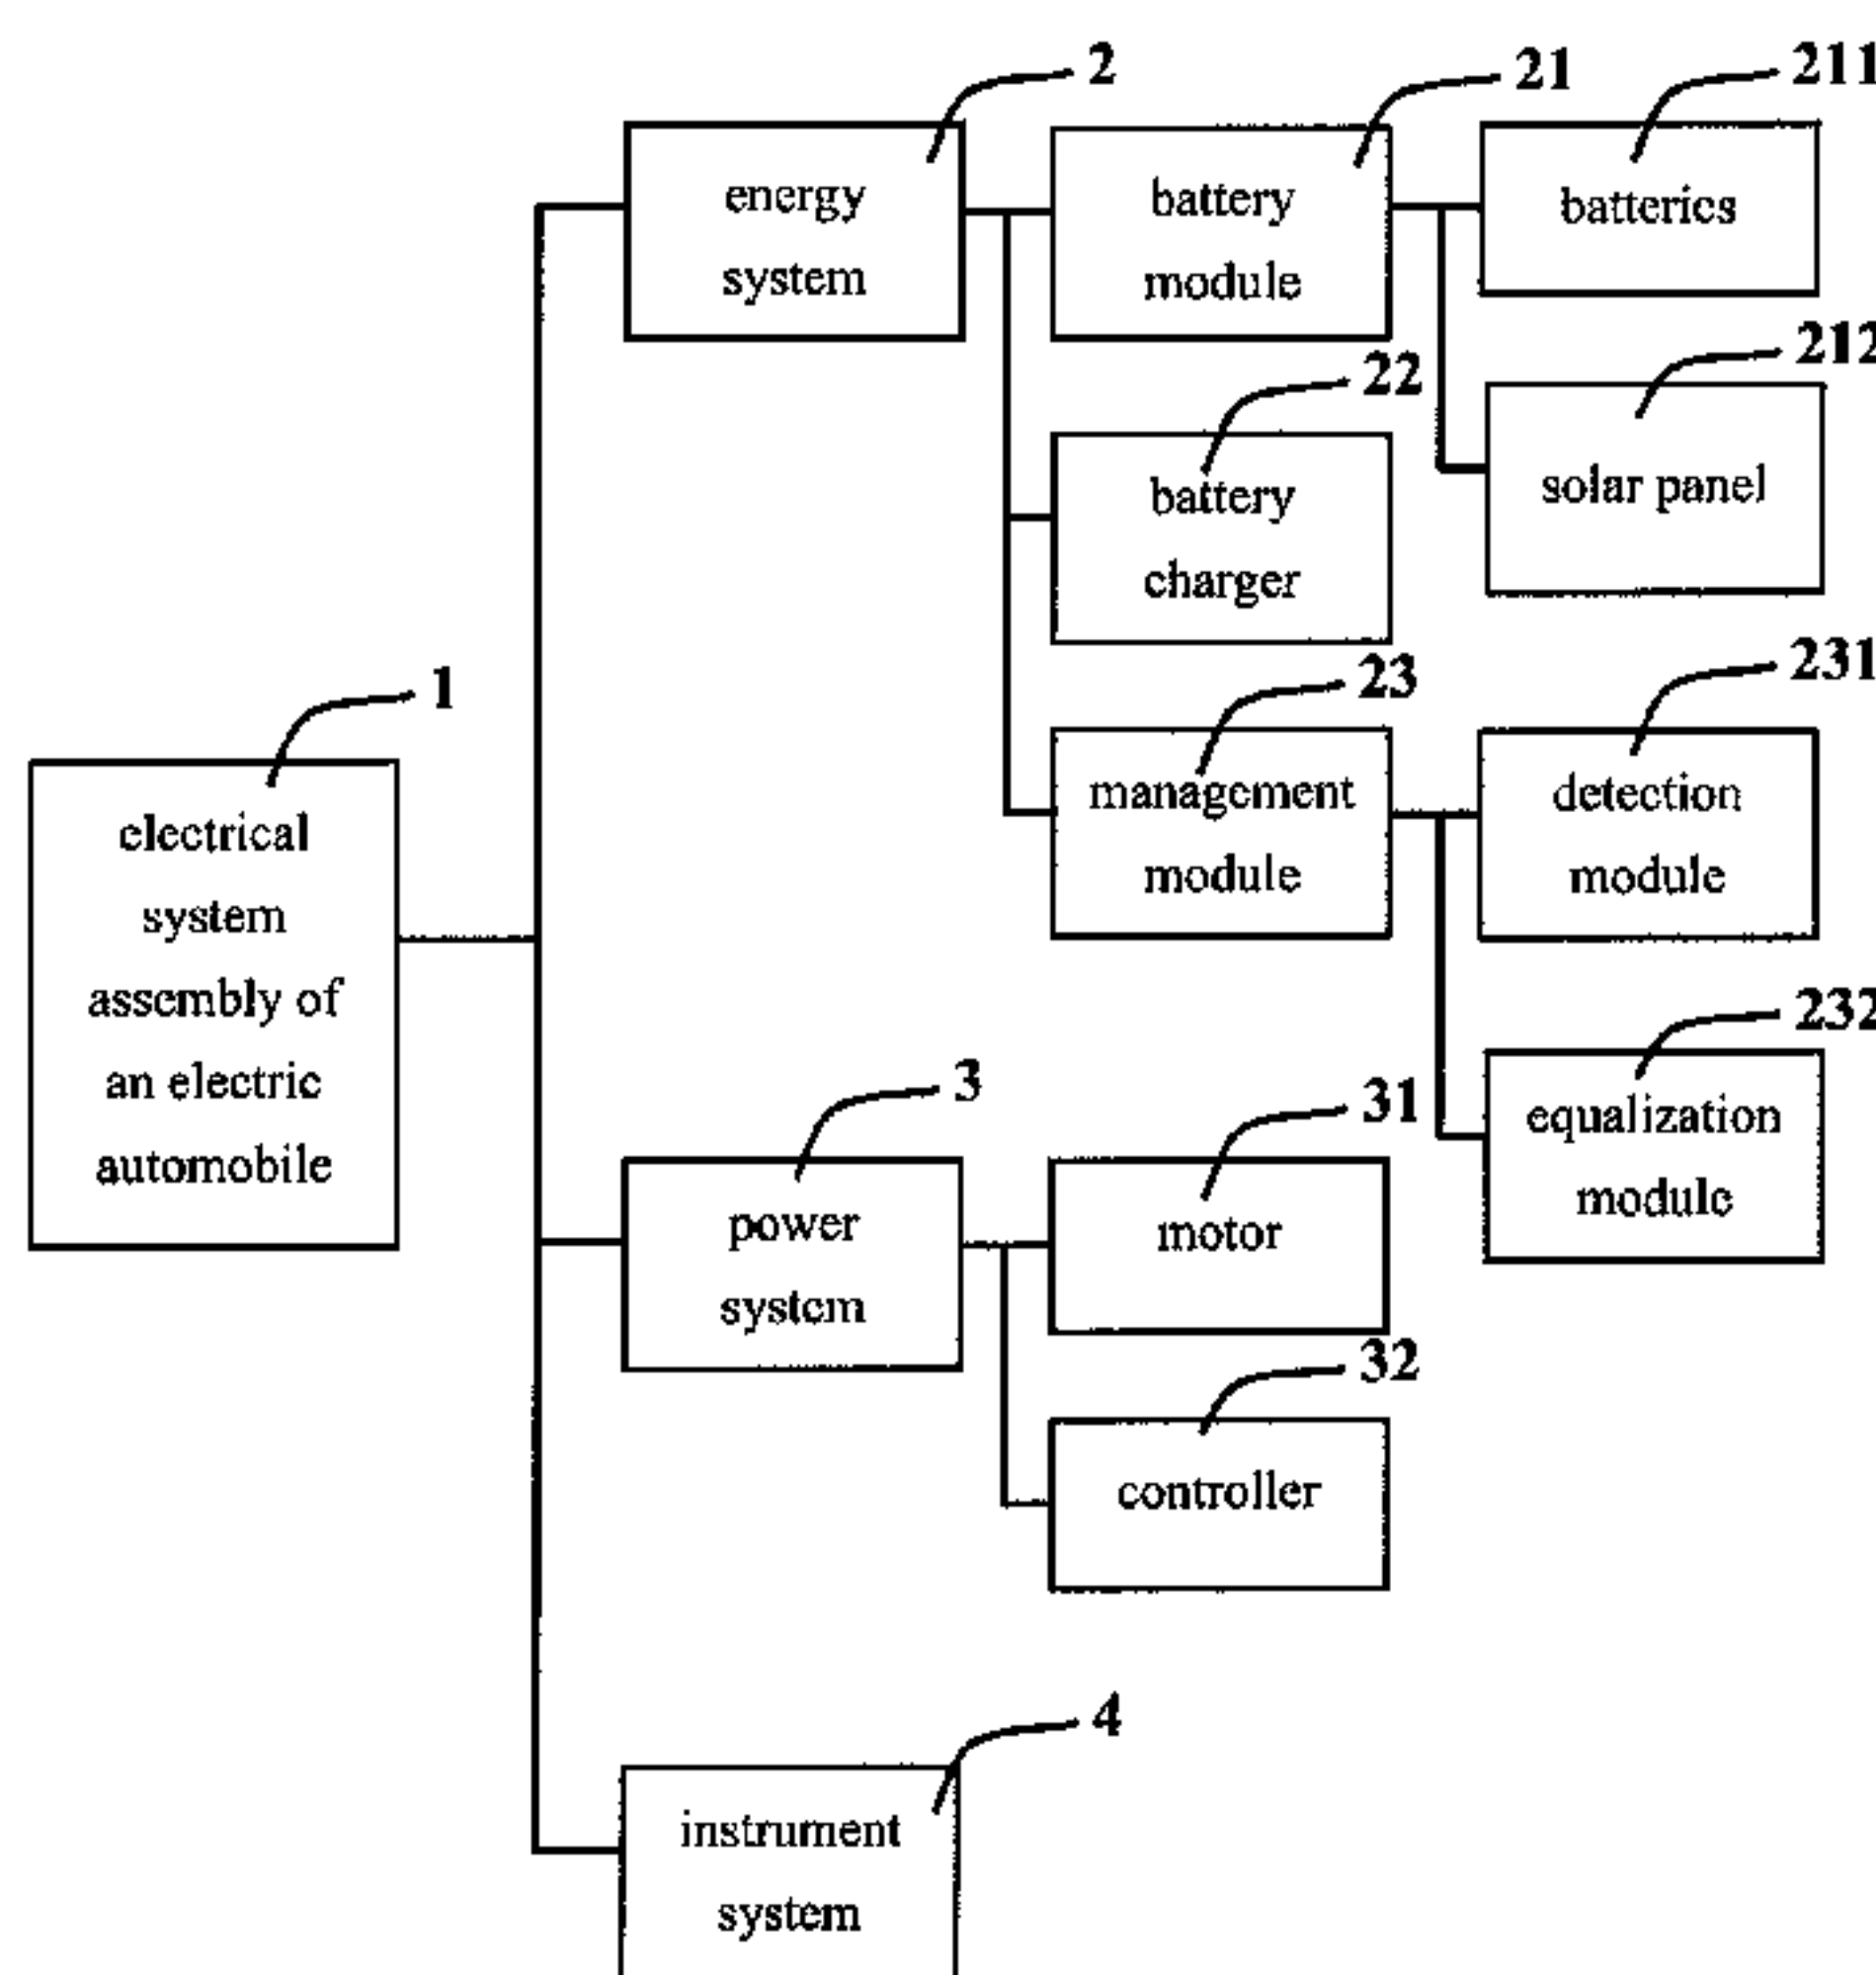 2
energy
system
21
battery
module
211
batteries
212
solar panel
22
battery
charger
23
management
module
231
detection
module
232
equalization
module
1
electrical
system
assembly of
an electric
automobile
3
power
system
31
motor
32
controller
4
instrument
system